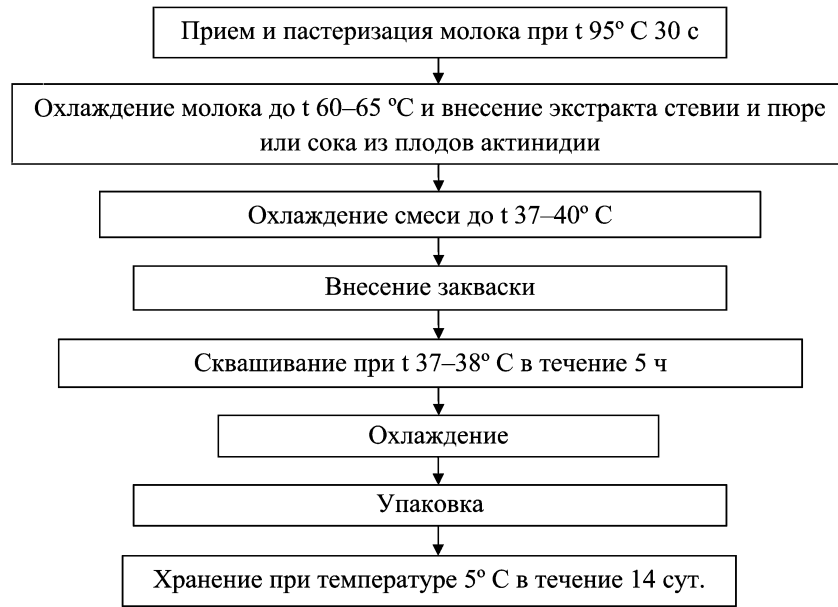 Прием и пастеризация молока при t 95º С 30 с
Охлаждение молока до t 60–65 ºС и внесение экстракта стевии и пюре
или сока из плодов актинидии
Охлаждение смеси до t 37–40º С
Внесение закваски
Сквашивание при t 37–38º С в течение 5 ч
Охлаждение
Упаковка
Хранение при температуре 5º С в течение 14 сут.